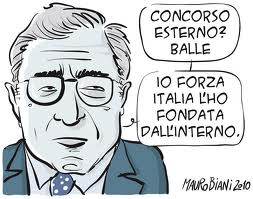 CONCORSO
ESTERNO?
BALLE
IO FORZA
ITALIA L'HO
FONDATA
DALL'INTERNO.
MAURO BIANI 2010